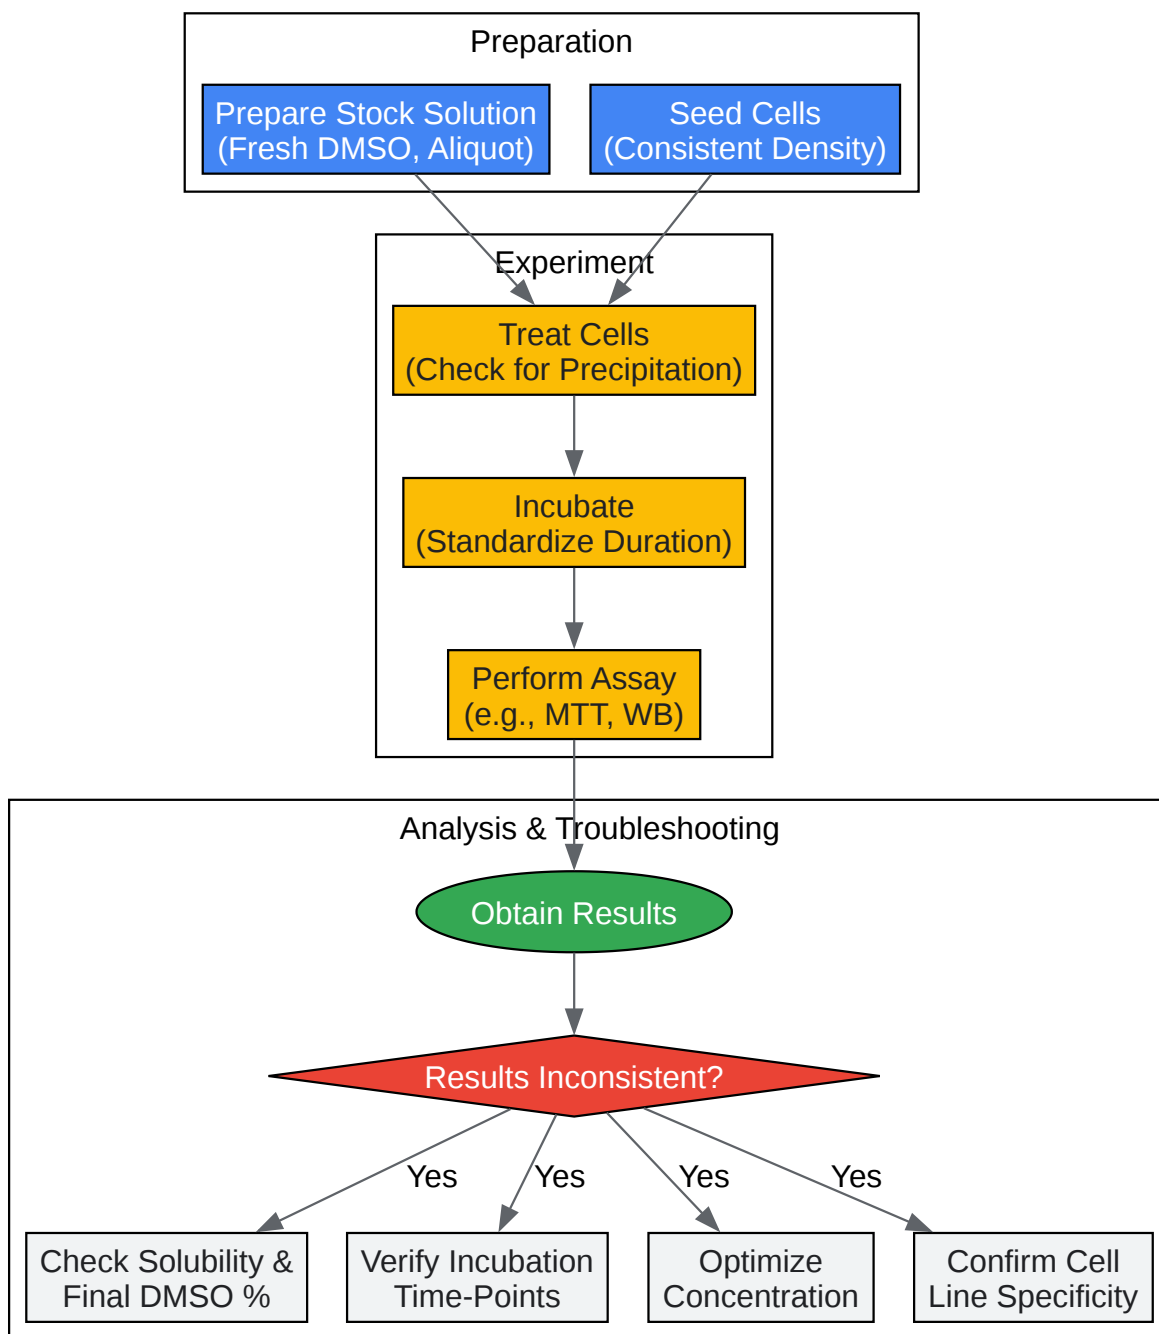 Preparation
Prepare Stock Solution
(Fresh DMSO, Aliquot)
Seed Cells
(Consistent Density)
Experiment
Treat Cells
(Check for Precipitation)
Incubate
(Standardize Duration)
Perform Assay
(e.g., MTT, WB)
Analysis & Troubleshooting
Obtain Results
Results Inconsistent?
Yes
Yes
Yes
Yes
Check Solubility &
Final DMSO %
Verify Incubation
Time-Points
Optimize
Concentration
Confirm Cell
Line Specificity